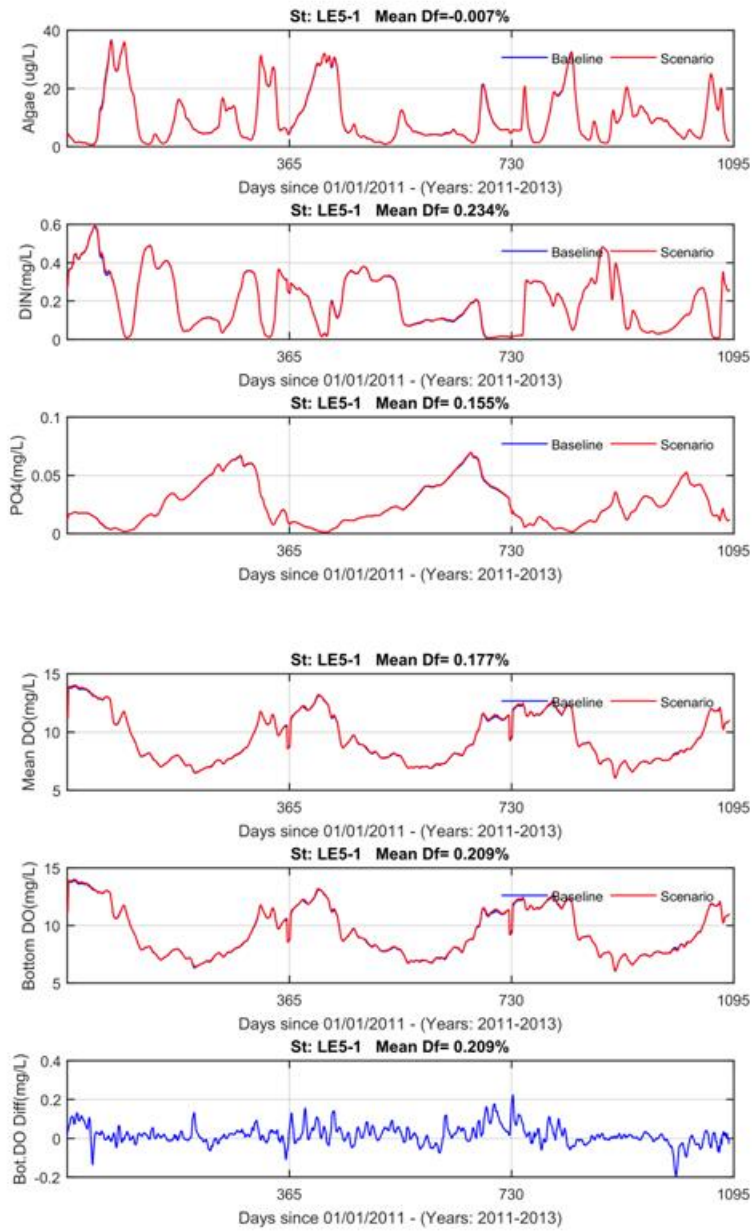 St: LE5-1 Mean Df=-0.007%
Algae (ug/L)
40
20
0
Baseline
Scenario
365
730
1095
Days since 01/01/2011 - (Years: 2011-2013)
St: LE5-1 Mean Df= 0.234%
DIN(mg/L)
0.6
0.4
0.2
0
Baseline
Scenario
365
730
1095
Days since 01/01/2011 - (Years: 2011-2013)
St: LE5-1 Mean Df= 0.155%
PO4(mg/L)
0.1
0.05
0
Baseline
Scenario
365
730
1095
Days since 01/01/2011 - (Years: 2011-2013)
St: LE5-1 Mean Df= 0.177%
Mean DO(mg/L)
15
10
5
Baseline
Scenario
365
730
1095
Days since 01/01/2011 - (Years: 2011-2013)
St: LE5-1 Mean Df= 0.209%
Bottom DO(mg/L)
15
10
5
Baseline
Scenario
365
730
1095
Days since 01/01/2011 - (Years: 2011-2013)
St: LE5-1 Mean Df= 0.209%
Bot.DO Diff(mg/L)
0.4
0.2
0
-0.2
365
730
1095
Days since 01/01/2011 - (Years: 2011-2013)